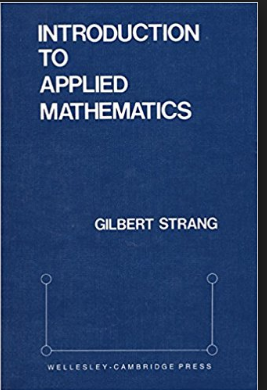 INTRODUCTION
TO
APPLIED
MATHEMATICS
GILBERT STRANG
WELLESLEY-CAMBRIDGE PRESS